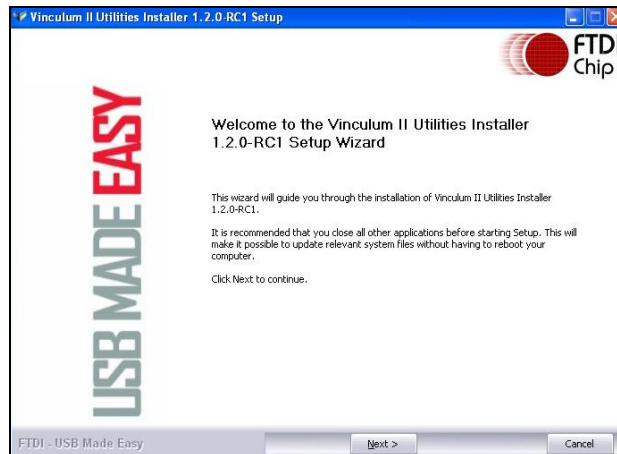 Vinculum II Utilities Installer 1.2.0-RC1 Setup
FTDI
Chip
USB MADE EASY
Welcome to the Vinculum II Utilities Installer
1.2.0-RC1 Setup Wizard
This wizard will guide you through the installation of Vinculum II Utilities Installer
1.2.0-RC1.
It is recommended that you close all other applications before starting Setup. This will
make it possible to update relevant system files without having to reboot your
computer.
Click Next to continue.
FTDI - USB Made Easy
Next >
Cancel